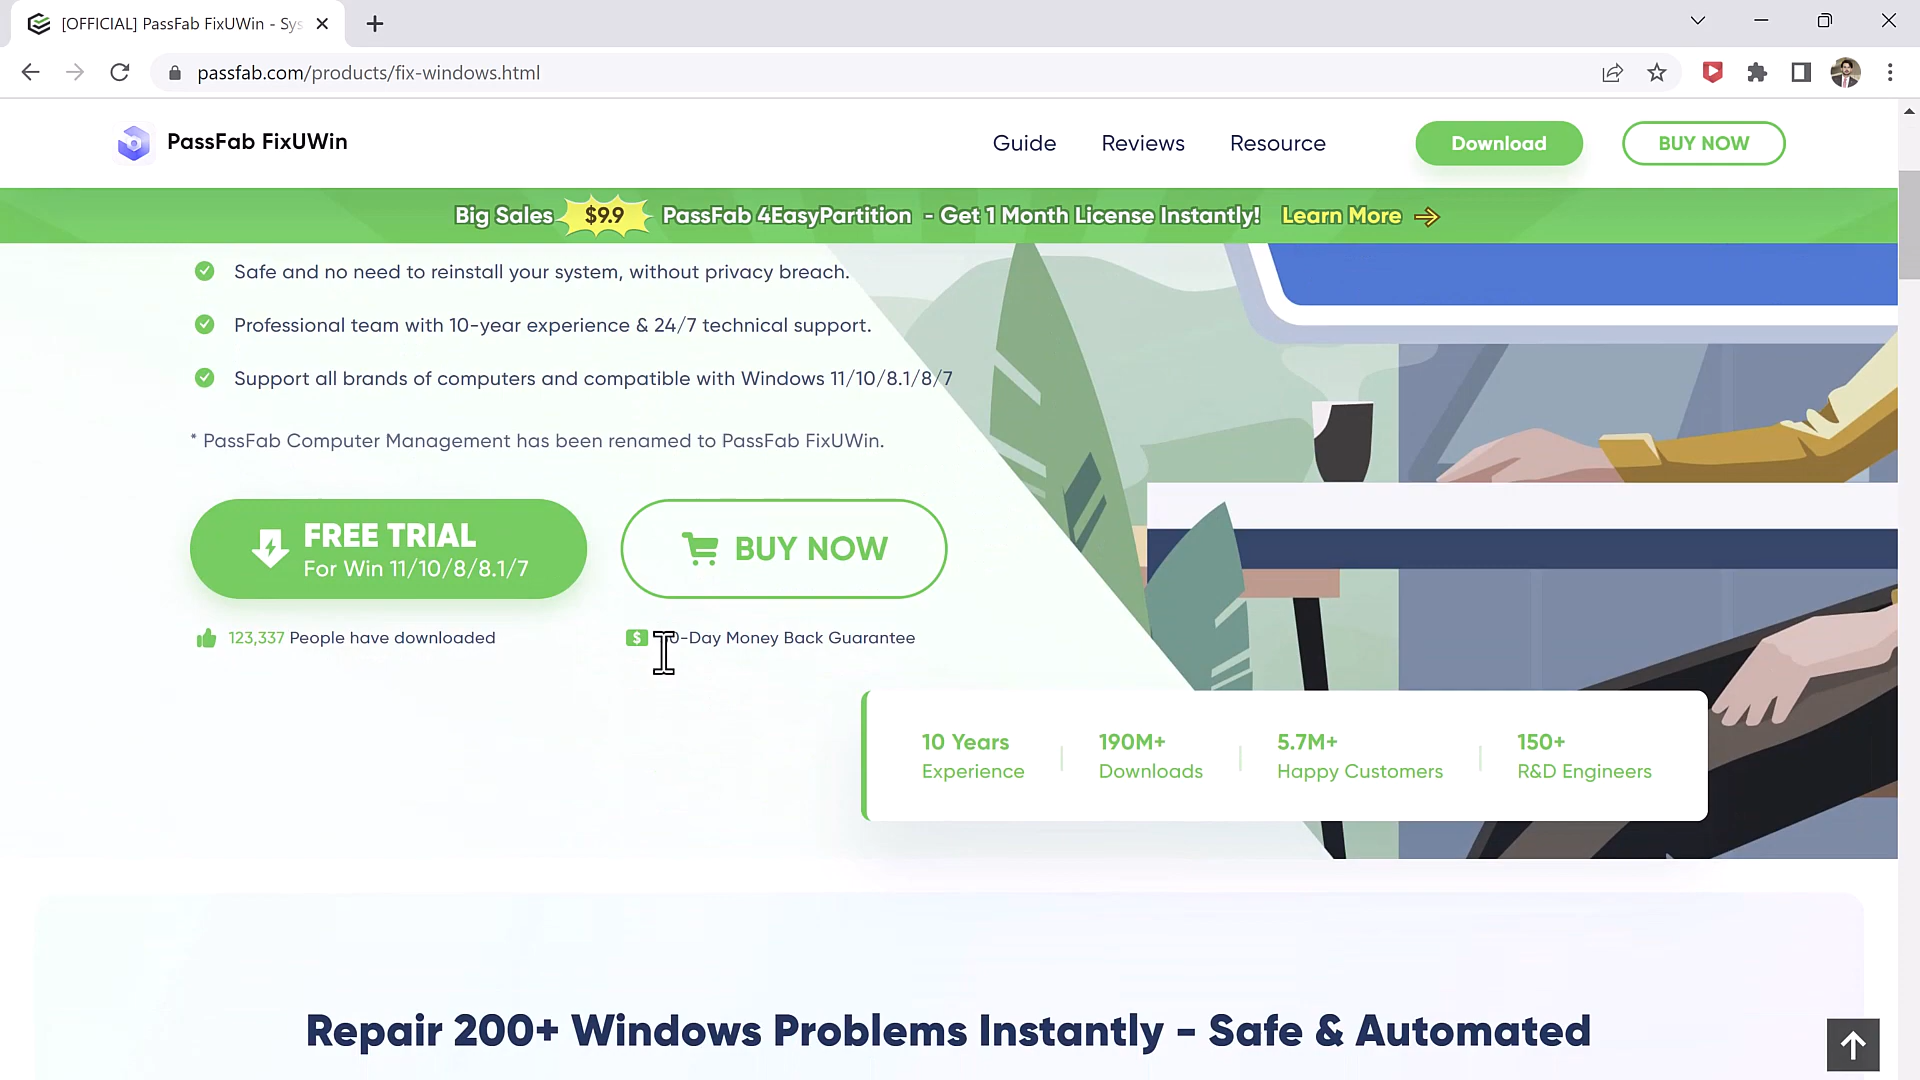 [OFFICIAL] PassFab FixUWin - Sys
passfab.com/products/fix-windows.html
PassFab FixUWin
Guide
Reviews
Resource
Download
BUY NOW
Big Sales $9.9 PassFab 4EasyPartition - Get 1 Month License Instantly! Learn More
Safe and no need to reinstall your system, without privacy breach.
Professional team with 10-year experience & 24/7 technical support.
Support all brands of computers and compatible with Windows 11/10/8.1/8/7
* PassFab Computer Management has been renamed to PassFab FixUWin.
FREE TRIAL
For Win 11/10/8/8.1/7
BUY NOW
123,337 People have downloaded
$ 0-Day Money Back Guarantee
10 Years
Experience
190M+
Downloads
5.7M+
Happy Customers
150+
R&D Engineers
Repair 200+ Windows Problems Instantly - Safe & Automated